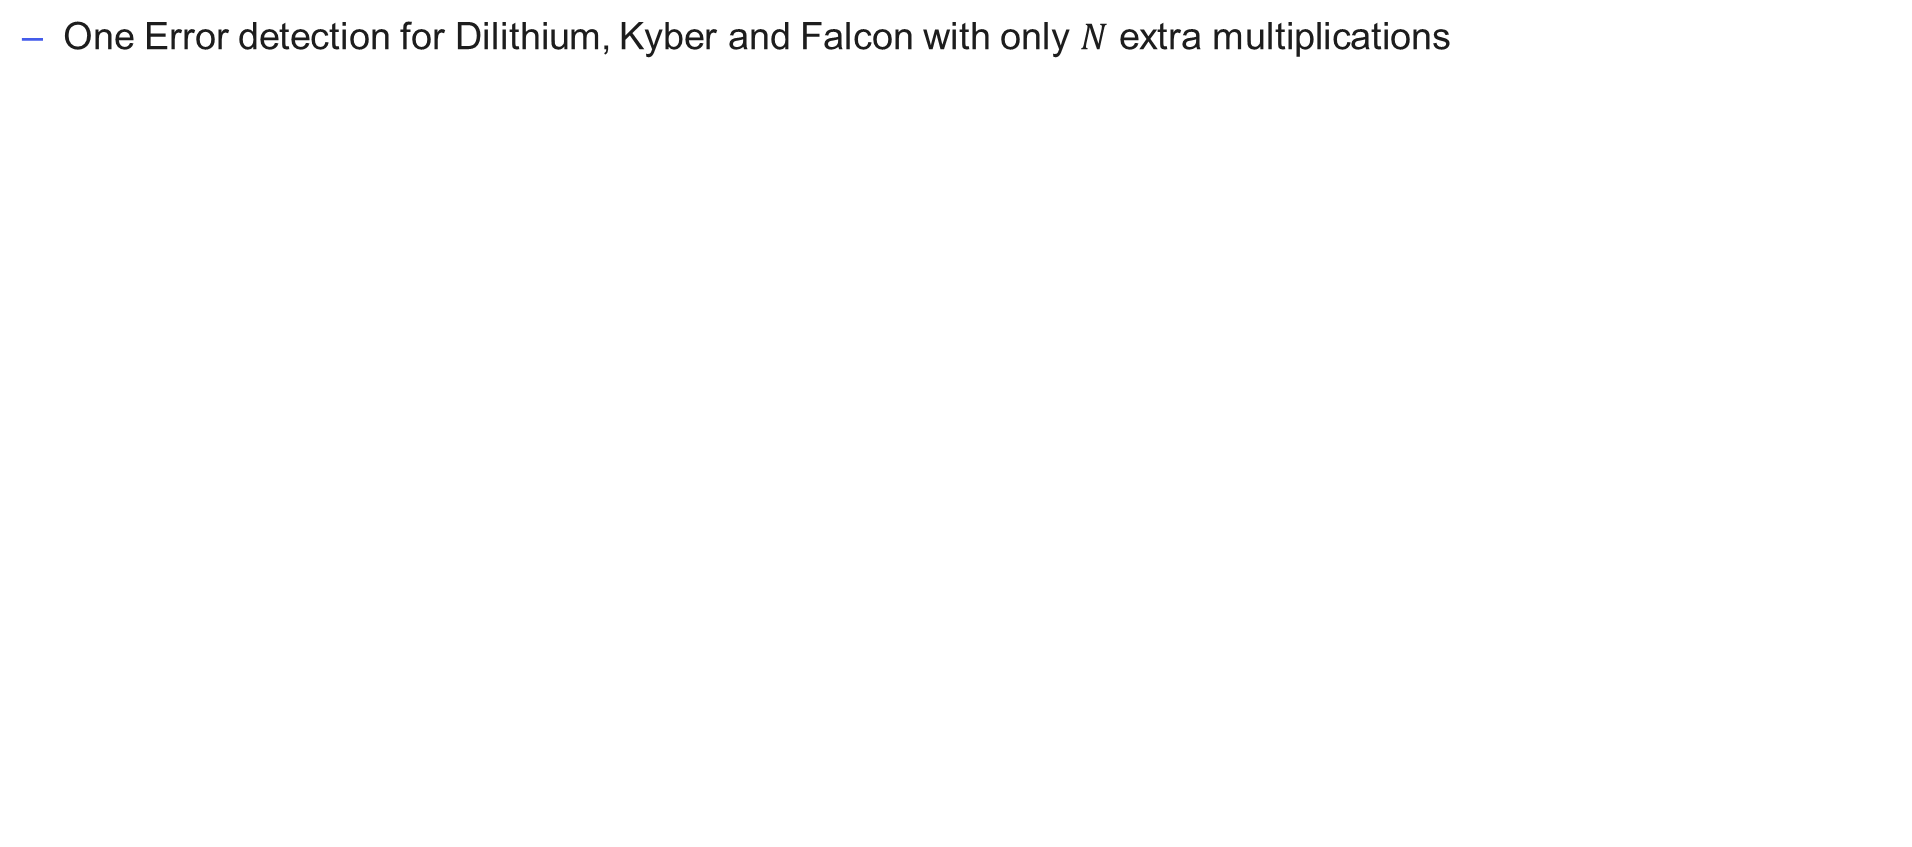 – One Error detection for Dilithium, Kyber and Falcon with only N extra multiplications